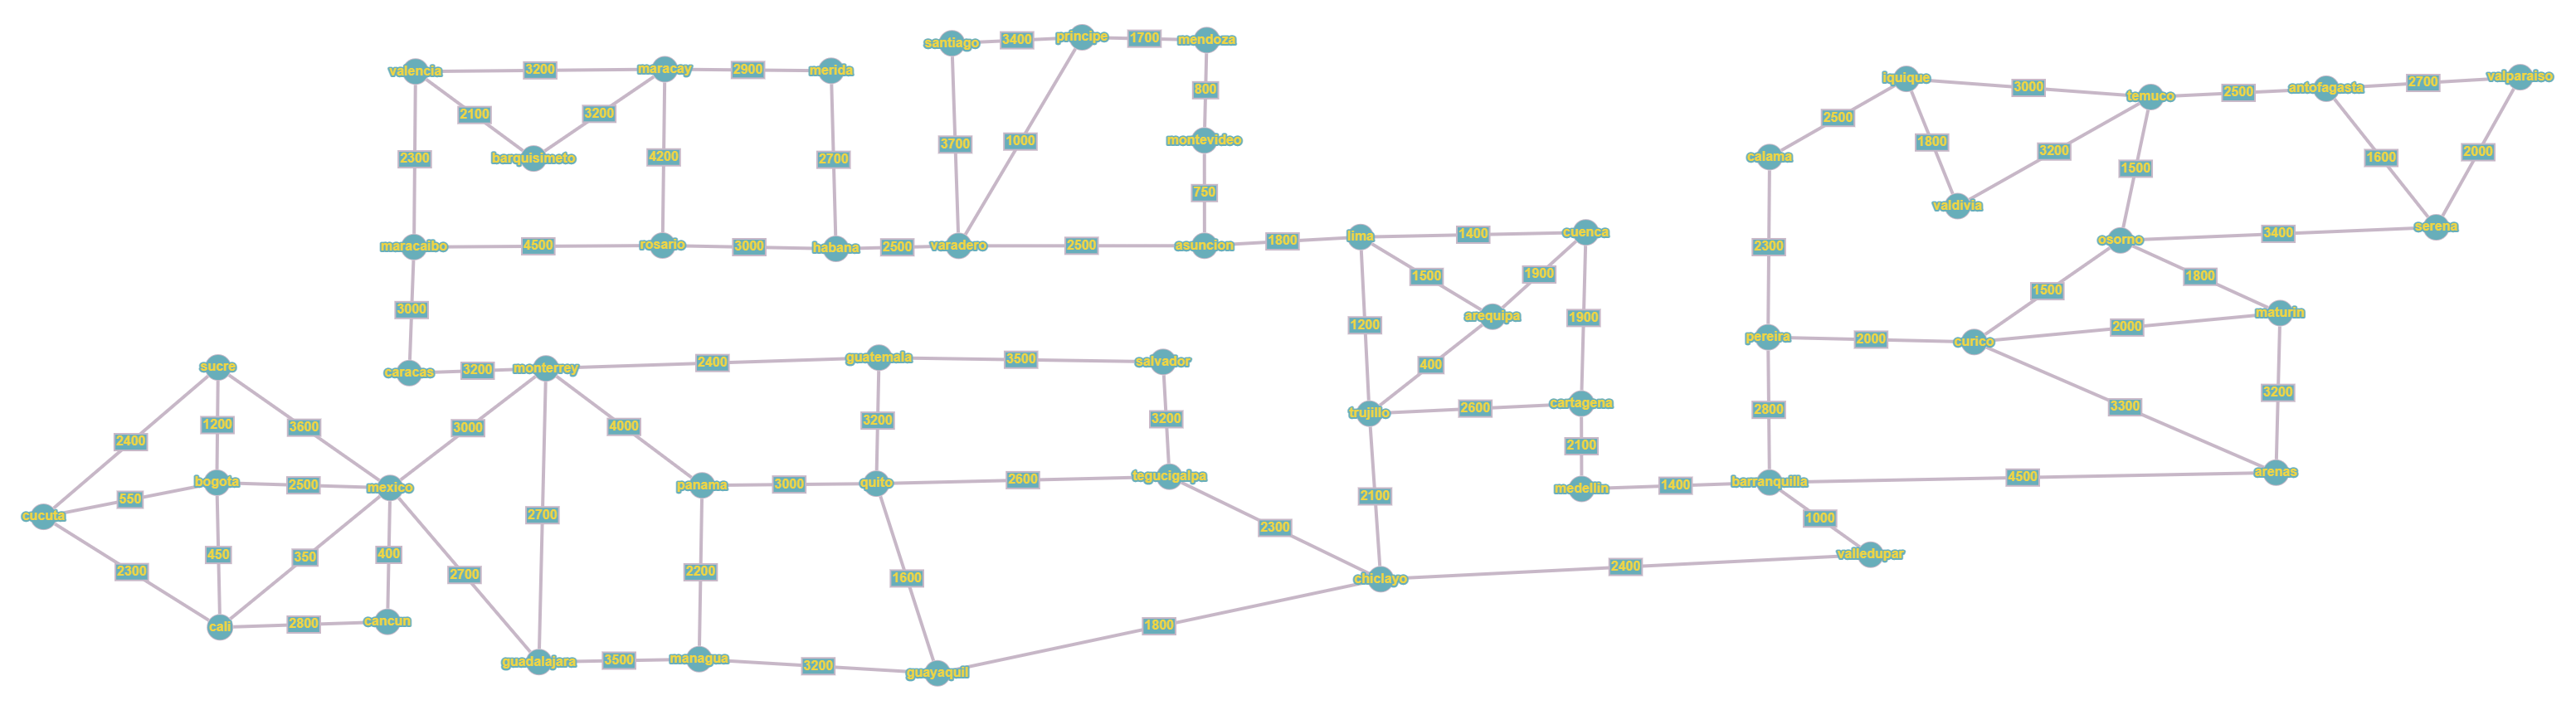 santiago 3400 principe 1700 mendoza
valencia 3200 maracay 2900 merida
iquique 3000 temuco 2500 antofagasta 2700 valparaiso
2100 3200
800
2500
3700 1000
montevideo
1800 3200 1600 2000
2300 barquisimeto 4200 2700
calama
1500
750
valdivia
maracaibo 4500 rosario 3000 habana 2500 varadero 2500 asuncion 1800 lima 1400 cuenca
2300
osorno 3400 serena
1500 1900
1500 1800
3000
1200 arequipa 1900
2000 maturin
pereira 2000 curico
sucre
caracas 3200 monterrey 2400 guatemala 3500 salvador
400
2800
3300 3200
trujillo 2600 cartagena
2400 1200 3600 3000 4000 3200 3200
2100
cucuta 550 bogota 2500 mexico
panama 3000 quito 2600 tegucigalpa
2100
medellin 1400 barranquilla 4500 arenas
2700
2300
1000
2300 450 350 400 2700 2200 1600
chiclayo 2400 valledupar
cali 2800 cancun
1800
guadalajara 3500 managua 3200 guayaquil